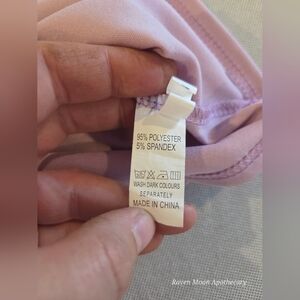 95% POLYESTER
5% SPANDEX
WASH DARK COLOURS
SEPARATELY
MADE IN CHINA
Raven Moon Apothecary